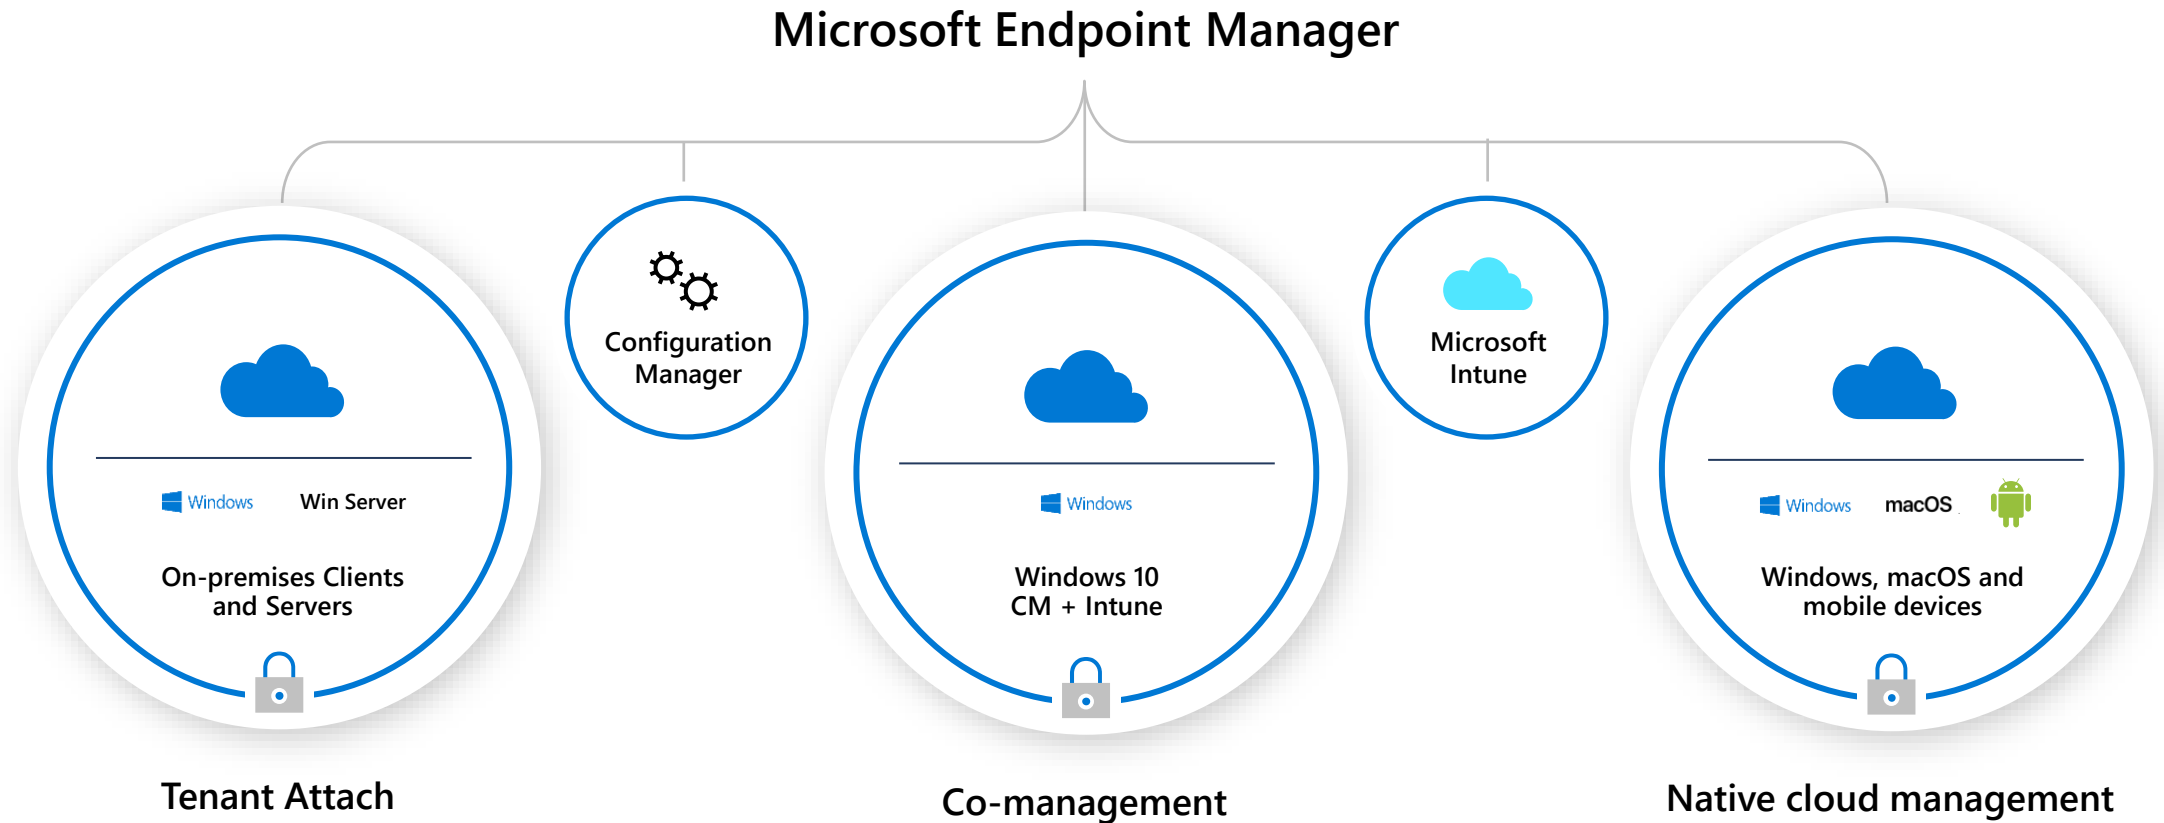 Microsoft Endpoint Manager
Configuration
Manager
Microsoft
Intune
Windows
Win Server
On-premises Clients
and Servers
Windows
Windows 10
CM + Intune
Windows
macOS
Windows, macOS and
mobile devices
Tenant Attach
Co-management
Native cloud management